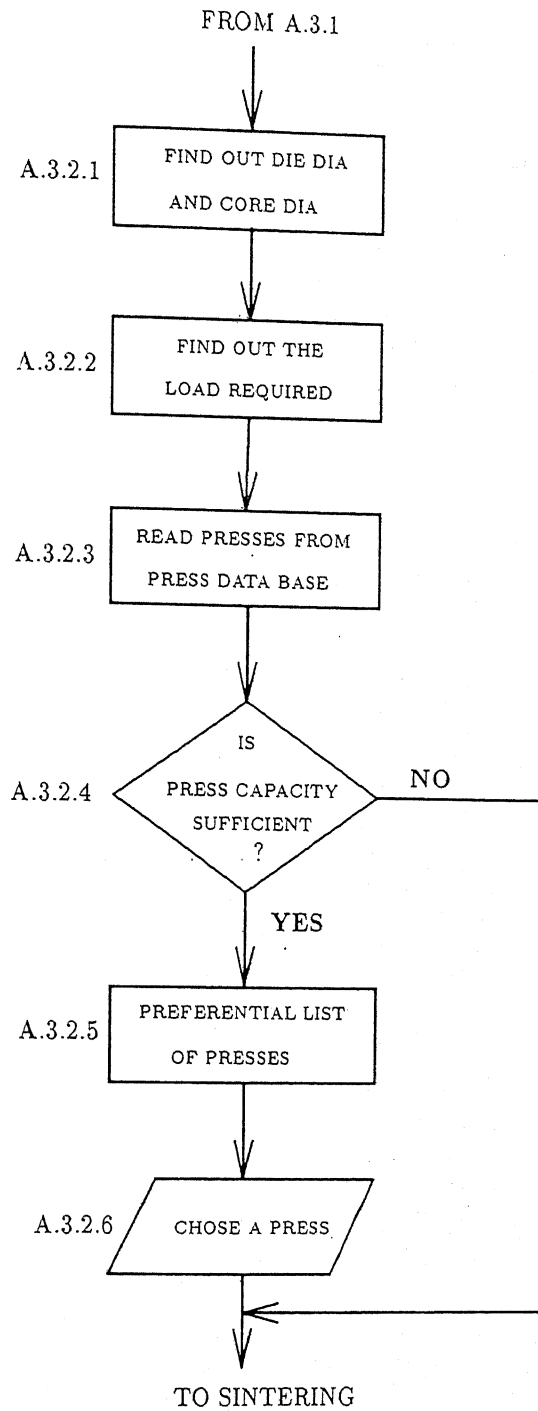 FROM A.3.1
A.3.2.1
FIND OUT DIE DIA
AND CORE DIA
A.3.2.2
FIND OUT THE
LOAD REQUIRED
A.3.2.3
READ PRESSES FROM
PRESS DATA BASE
A.3.2.4
IS
PRESS CAPACITY
SUFFICIENT
?
NO
YES
A.3.2.5
PREFERENTIAL LIST
OF PRESSES
A.3.2.6
CHOSE A PRESS
TO SINTERING